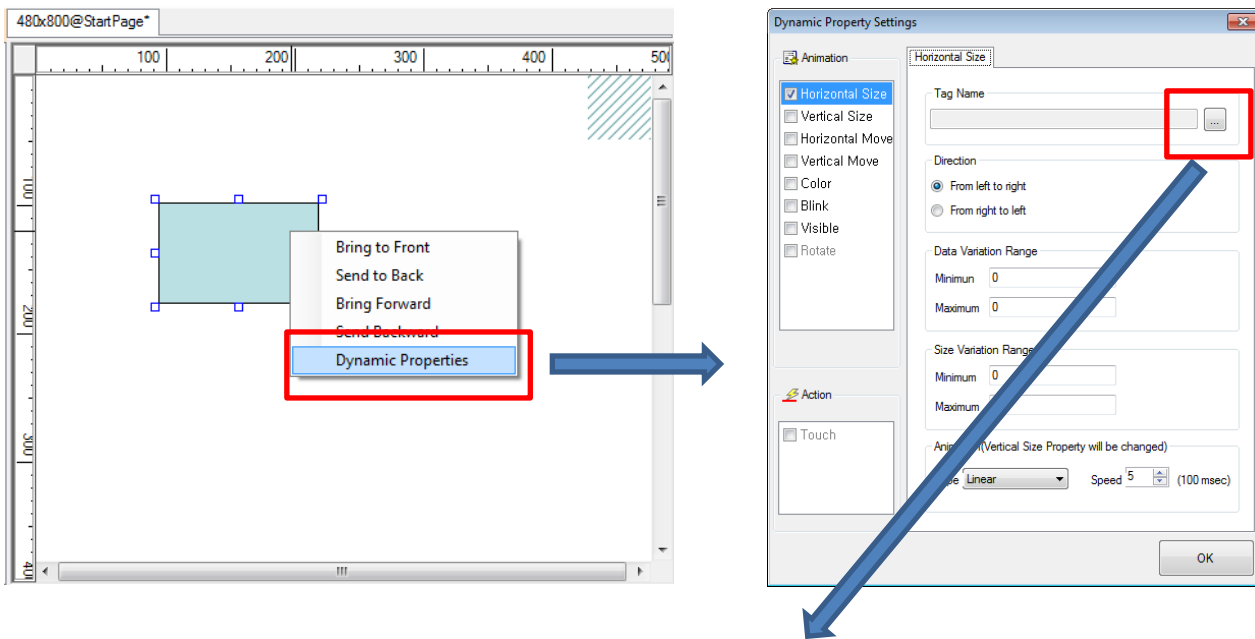 480x800@StartPage*
100 200 300 400 500
100
200
300
400
Bring to Front
Send to Back
Bring Forward
Send Backward
Dynamic Properties
Dynamic Property Settings
Animation
Horizontal Size
Vertical Size
Horizontal Move
Vertical Move
Color
Blink
Visible
Rotate
Action
Touch
Horizontal Size
Tag Name
...
Direction
From left to right
From right to left
Data Variation Range
Minimun 0
Maximum 0
Size Variation Range
Minimum 0
Maximum
(Vertical Size Property will be changed)
Linear Speed 5 (100 msec)
OK